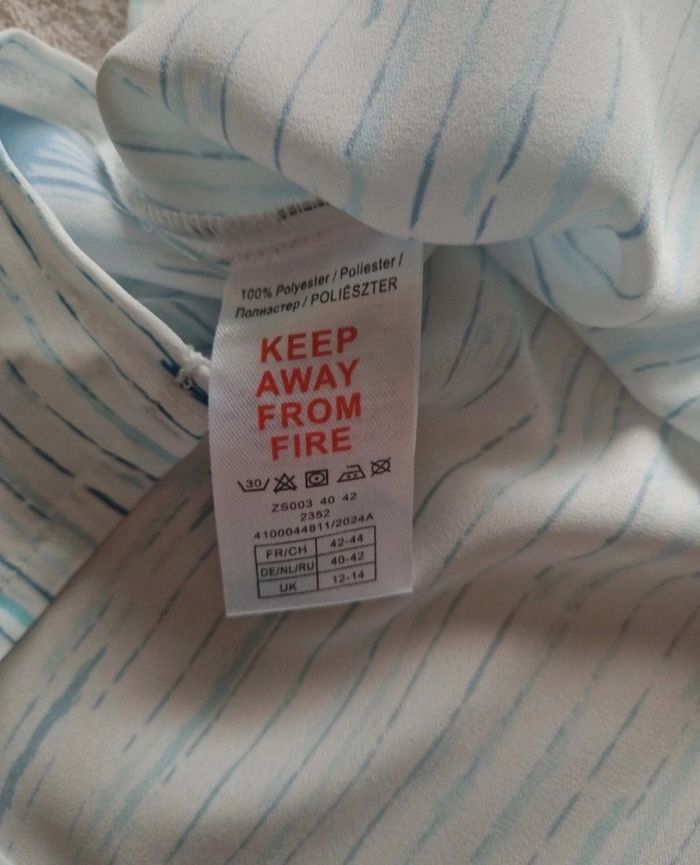 100% Polyester / Poliester /
Полиэстер / POLIÉSZTER
KEEP
AWAY
FROM
FIRE
30
ZS003 40 42
2352
4100044811/2024A
FR/CH 42-44
DE/NL/RU 40-42
UK 12-14